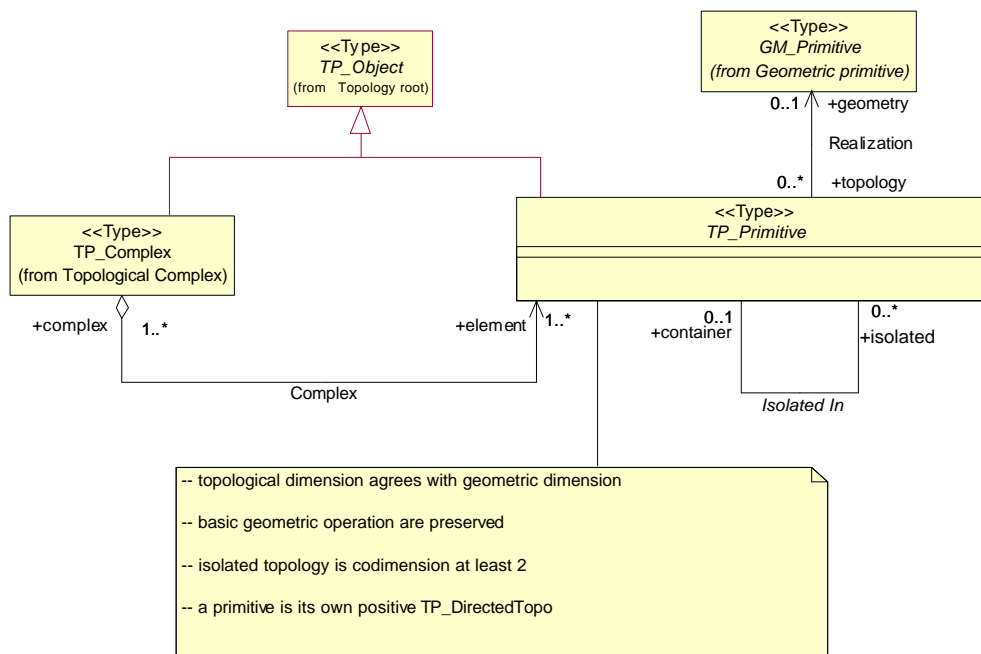 <<Type>>
TP_Object
(from Topology root)
<<Type>>
GM_Primitive
(from Geometric primitive)
0..1
+geometry
Realization
0..*
+topology
<<Type>>
TP_Complex
(from Topological Complex)
<<Type>>
TP_Primitive
+complex
1..*
+element
1..*
Complex
0..1
+container
0..*
+isolated
Isolated In
-- topological dimension agrees with geometric dimension
-- basic geometric operation are preserved
-- isolated topology is codimension at least 2
-- a primitive is its own positive TP_DirectedTopo